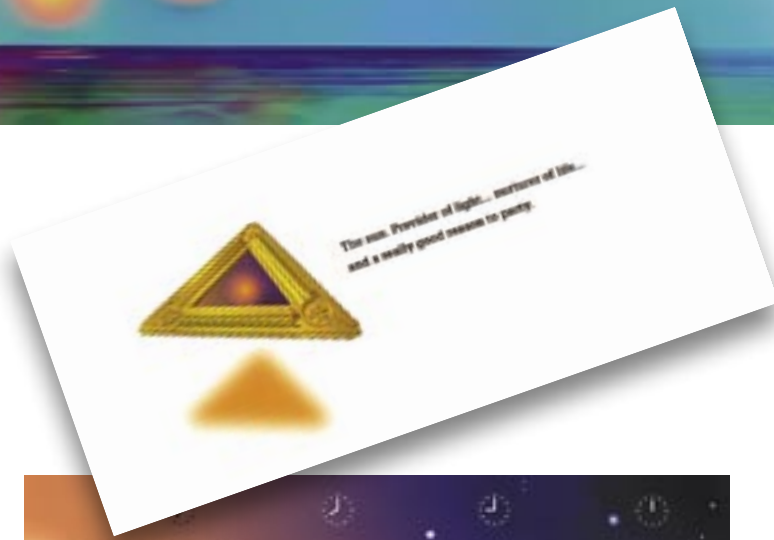 The sun. Provider of light... nurturer of life...
and a really good reason to party.